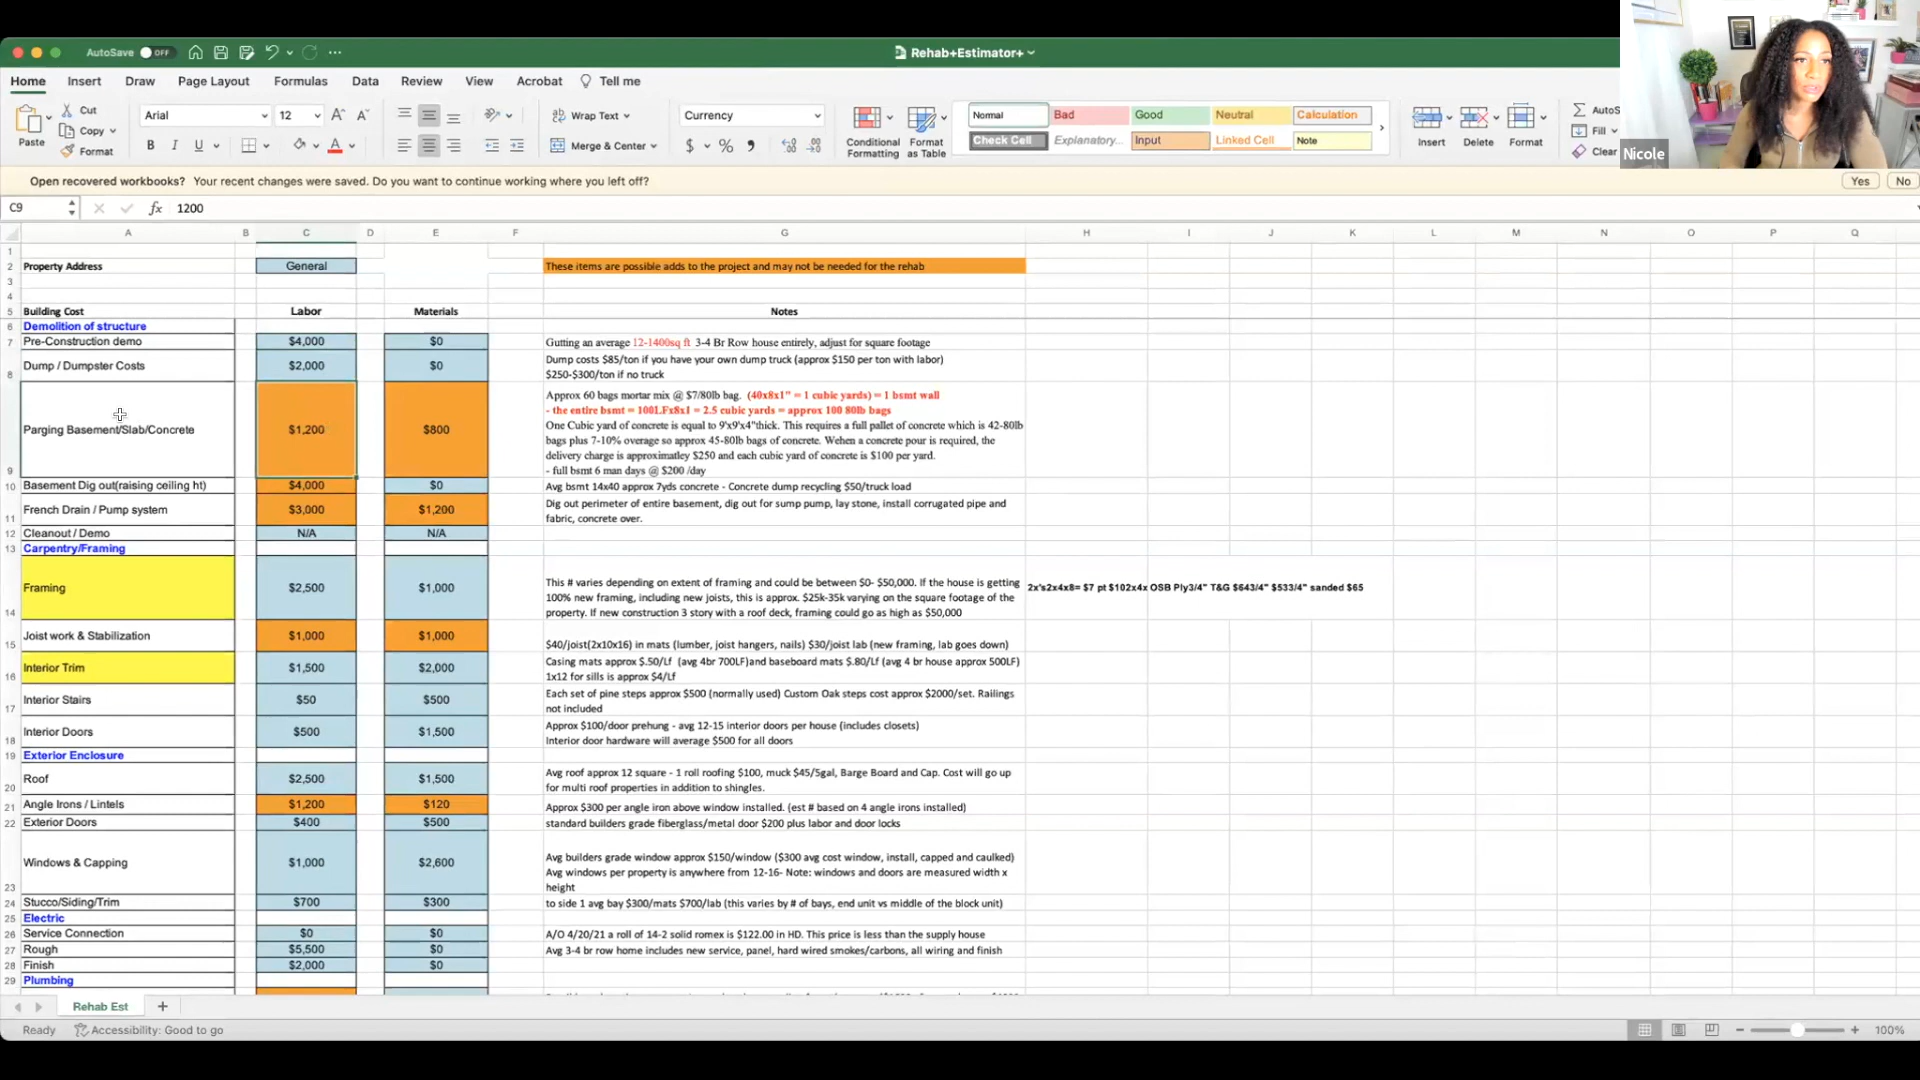 AutoSave OFF
Rehab+Estimator+
Home Insert Draw Page Layout Formulas Data Review View Acrobat Tell me
Paste
Cut
Copy
Format
Arial 12
B I U
Wrap Text
Merge & Center
Currency
$ %
Conditional Formatting
Format as Table
Normal Bad Good Neutral Calculation
Check Cell Explanatory... Input Linked Cell Note
Insert Delete Format
AutoS
Fill
Clear
Nicole
Open recovered workbooks? Your recent changes were saved. Do you want to continue working where you left off? Yes No
C9 fx 1200
A B C D E F G H I J K L M N O P Q
1
2 Property Address General These items are possible adds to the project and may not be needed for the rehab
3
4
5 Building Cost Labor Materials Notes
6 Demolition of structure
7 Pre-Construction demo $4,000 $0 Gutting an average 12-1400sq ft 3-4 Br Row house entirely, adjust for square footage
8 Dump / Dumpster Costs $2,000 $0 Dump costs $85/ton if you have your own dump truck (approx $150 per ton with labor)
$250-$300/ton if no truck
9 Parging Basement/Slab/Concrete $1,200 $800 Approx 60 bags mortar mix @ $7/80lb bag. (40x8x1" = 1 cubic yards) = 1 bsmt wall
- the entire bsmt = 100LFx8x1 = 2.5 cubic yards = approx 100 80lb bags
One Cubic yard of concrete is equal to 9'x9'x4"thick. This requires a full pallet of concrete which is 42-80lb
bags plus 7-10% overage so approx 45-80lb bags of concrete. Wehen a concrete pour is required, the
delivery charge is approximatley $250 and each cubic yard of concrete is $100 per yard.
- full bsmt 6 man days @ $200 /day
10 Basement Dig out(raising ceiling ht) $4,000 $0 Avg bsmt 14x40 approx 7yds concrete - Concrete dump recycling $50/truck load
11 French Drain / Pump system $3,000 $1,200 Dig out perimeter of entire basement, dig out for sump pump, lay stone, install corrugated pipe and
fabric, concrete over.
12 Cleanout / Demo N/A N/A
13 Carpentry/Framing
14 Framing $2,500 $1,000 This # varies depending on extent of framing and could be between $0- $50,000. If the house is getting
100% new framing, including new joists, this is approx. $25k-35k varying on the square footage of the
property. If new construction 3 story with a roof deck, framing could go as high as $50,000
2x's2x4x8= $7 pt $102x4x OSB Ply3/4" T&G $643/4" $533/4" sanded $65
15 Joist work & Stabilization $1,000 $1,000 $40/joist(2x10x16) in mats (lumber, joist hangers, nails) $30/joist lab (new framing, lab goes down)
16 Interior Trim $1,500 $2,000 Casing mats approx $.50/Lf (avg 4br 700LF)and baseboard mats $.80/Lf (avg 4 br house approx 500LF)
1x12 for sills is approx $4/Lf
17 Interior Stairs $50 $500 Each set of pine steps approx $500 (normally used) Custom Oak steps cost approx $2000/set. Railings
not included
18 Interior Doors $500 $1,500 Approx $100/door prehung - avg 12-15 interior doors per house (includes closets)
Interior door hardware will average $500 for all doors
19 Exterior Enclosure
20 Roof $2,500 $1,500 Avg roof approx 12 square - 1 roll roofing $100, muck $45/5gal, Barge Board and Cap. Cost will go up
for multi roof properties in addition to shingles.
21 Angle Irons / Lintels $1,200 $120 Approx $300 per angle iron above window installed. (est # based on 4 angle irons installed)
22 Exterior Doors $400 $500 standard builders grade fiberglass/metal door $200 plus labor and door locks
23 Windows & Capping $1,000 $2,600 Avg builders grade window approx $150/window ($300 avg cost window, install, capped and caulked)
Avg windows per property is anywhere from 12-16- Note: windows and doors are measured width x
height
24 Stucco/Siding/Trim $700 $300 to side 1 avg bay $300/mats $700/lab (this varies by # of bays, end unit vs middle of the block unit)
25 Electric
26 Service Connection $0 $0 A/O 4/20/21 a roll of 14-2 solid romex is $122.00 in HD. This price is less than the supply house
27 Rough $5,500 $0 Avg 3-4 br row home includes new service, panel, hard wired smokes/carbons, all wiring and finish
28 Finish $2,000 $0
29 Plumbing
Rehab Est +
Ready Accessibility: Good to go 100%